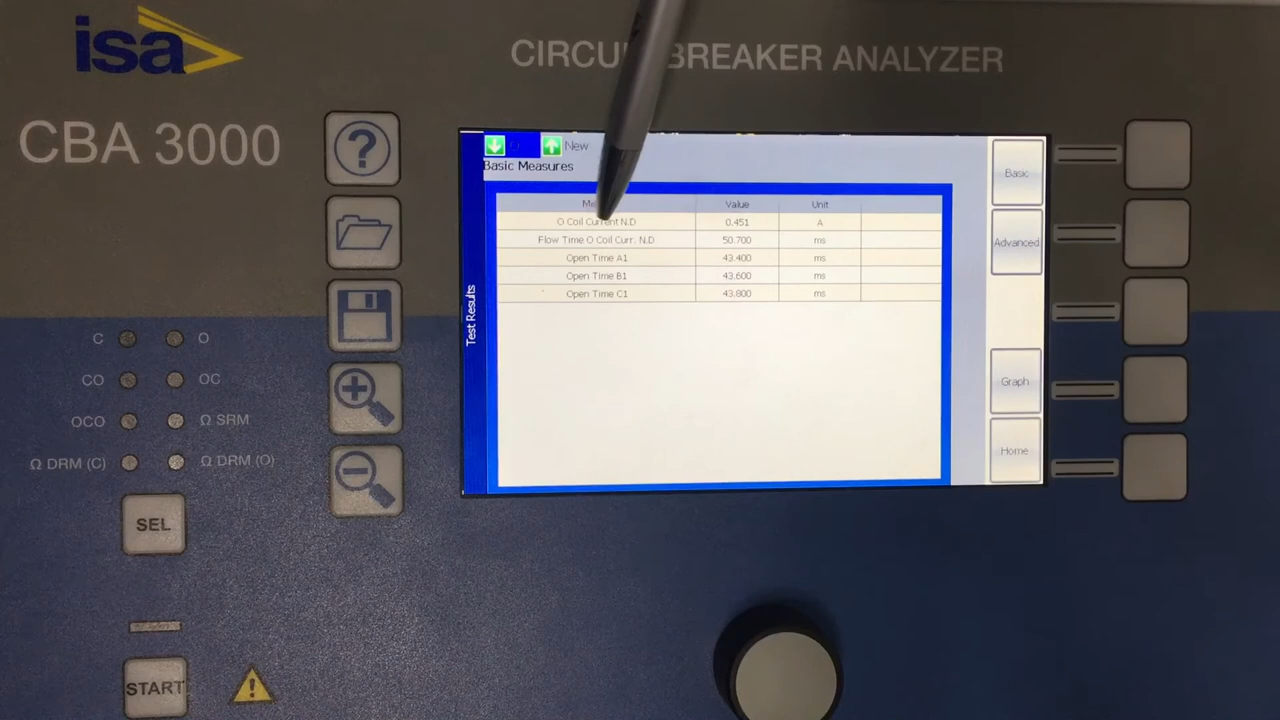 isa
CIRCU BREAKER ANALYZER
CBA 3000
New
Basic Measures
Test Results
Value Unit
O Coil Current N.D 0.451 A
Flow Time O Coil Curr. N.D 50.700 ms
Open Time A1 43.400 ms
Open Time B1 43.600 ms
Open Time C1 43.800 ms
Basic
Advanced
Graph
Home
C O
CO OC
OCO Ω SRM
Ω DRM (C) Ω DRM (O)
SEL
START